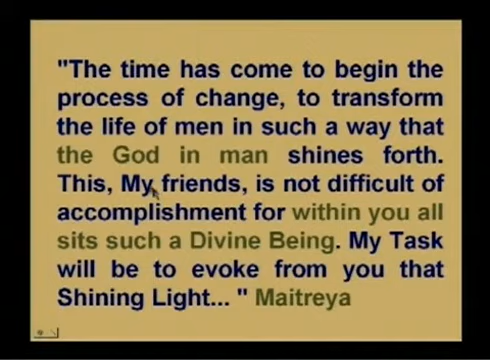 "The time has come to begin the
process of change, to transform
the life of men in such a way that
the God in man shines forth.
This, My friends, is not difficult of
accomplishment for within you all
sits such a Divine Being. My Task
will be to evoke from you that
Shining Light... " Maitreya